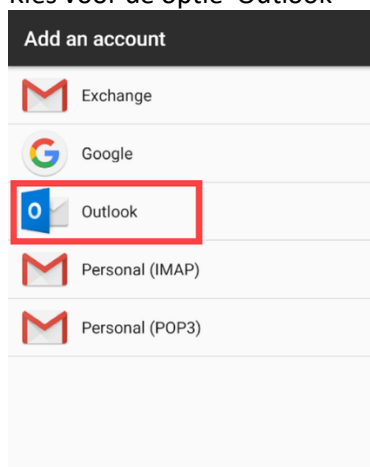 Kies voor de optie 'Outlook'
Add an account
Exchange
Google
Outlook
Personal (IMAP)
Personal (POP3)